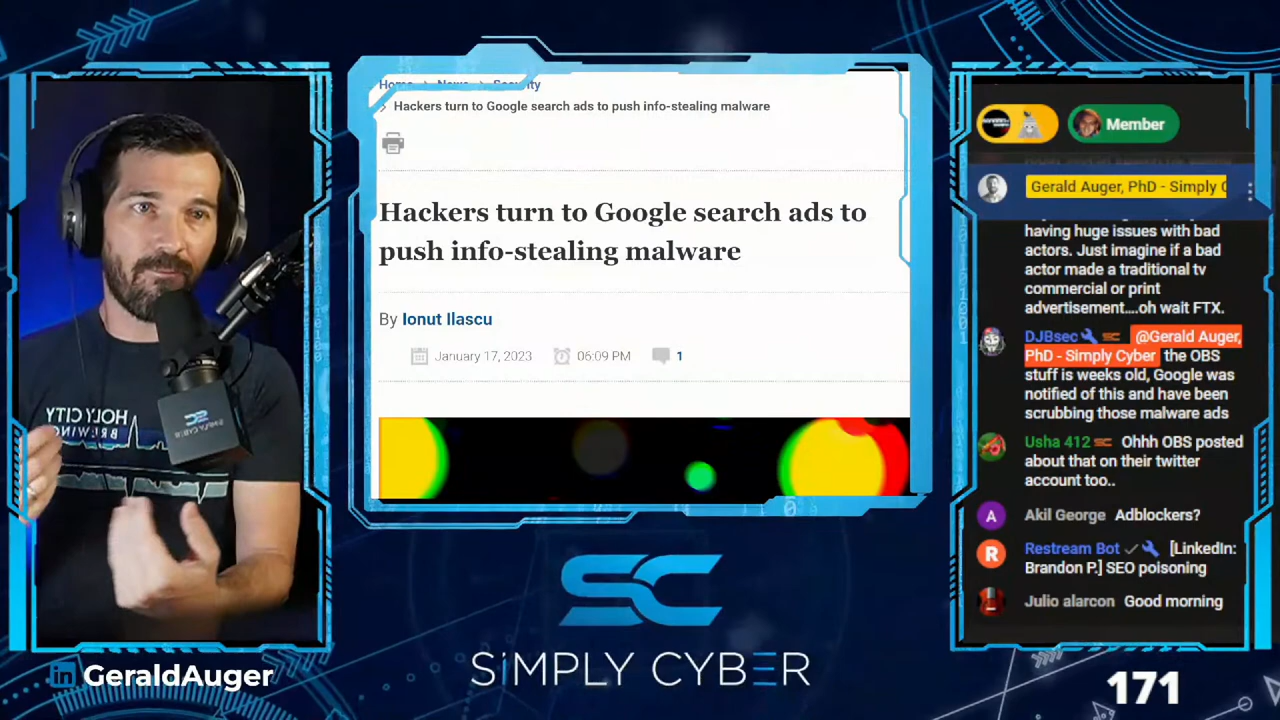 Home > News > Security
> Hackers turn to Google search ads to push info-stealing malware
Hackers turn to Google search ads to
push info-stealing malware
By Ionut Ilascu
January 17, 2023 06:09 PM 1
HOLY CITY
BREWING
GeraldAuger
SiMPLY CYBER
Member
Gerald Auger, PhD - Simply C
having huge issues with bad
actors. Just imagine if a bad
actor made a traditional tv
commercial or print
advertisement....oh wait FTX.
DJBsec @Gerald Auger,
PhD - Simply Cyber the OBS
stuff is weeks old, Google was
notified of this and have been
scrubbing those malware ads
Usha 412 Ohhh OBS posted
about that on their twitter
account too..
Akil George Adblockers?
Restream Bot [LinkedIn:
Brandon P.] SEO poisoning
Julio alarcon Good morning
171